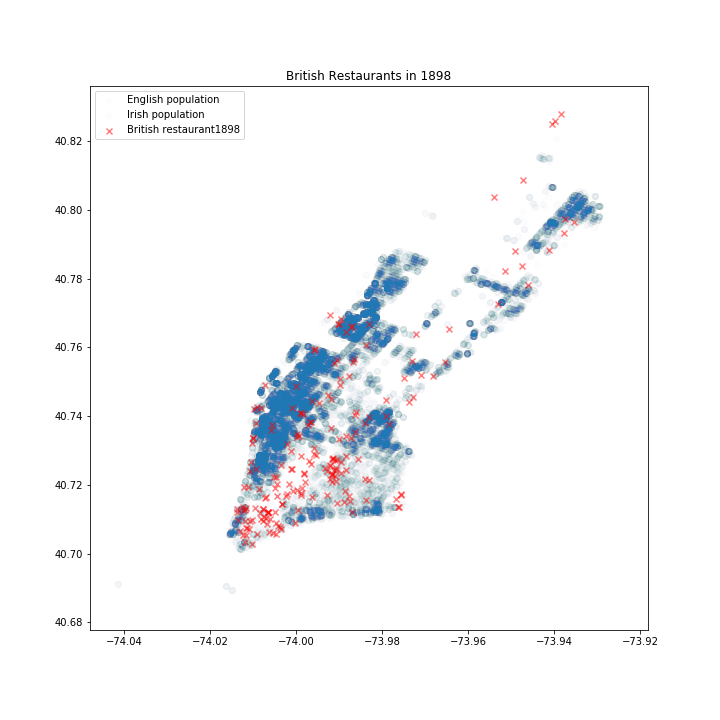 British Restaurants in 1898
English population
Irish population
British restaurant1898
40.82
40.80
40.78
40.76
40.74
40.72
40.70
40.68
−74.04 −74.02 −74.00 −73.98 −73.96 −73.94 −73.92